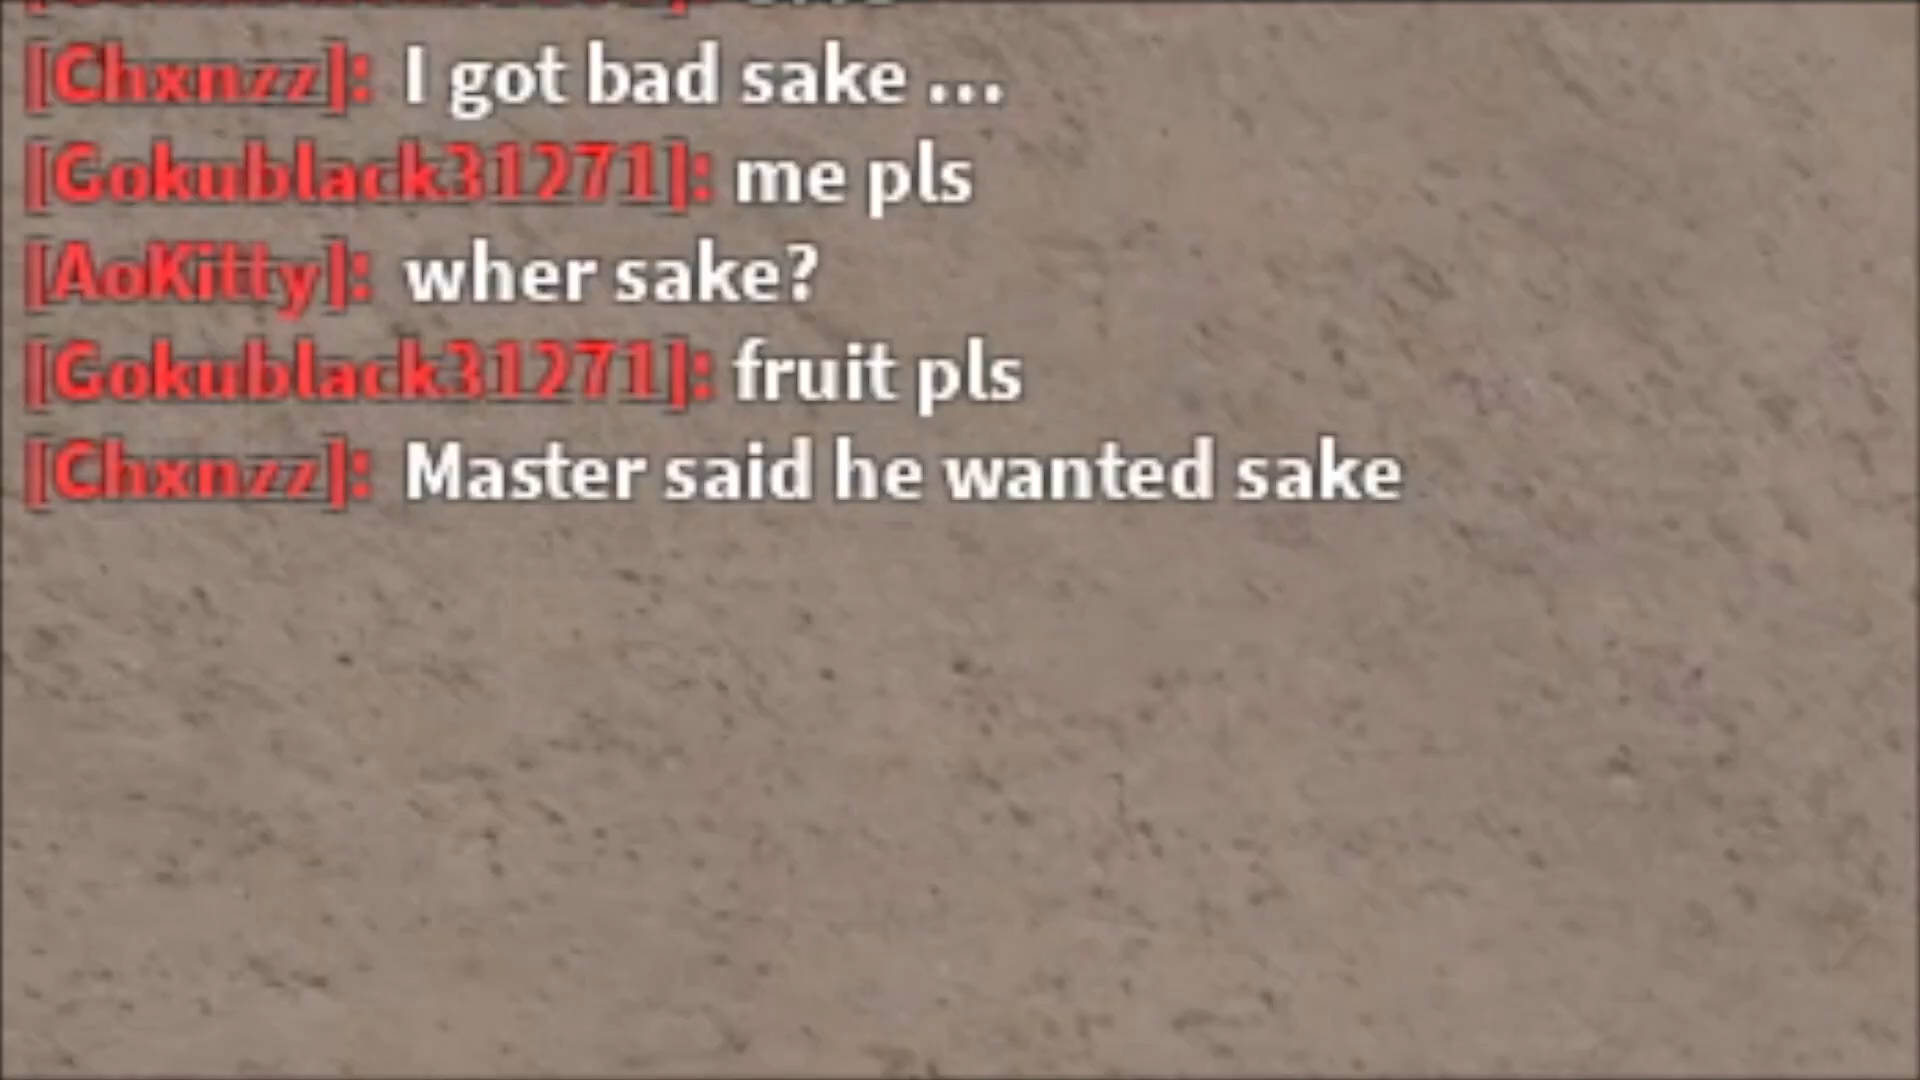 [Chxnzz]: I got bad sake ...
[Gokublack31271]: me pls
[AoKitty]: wher sake?
[Gokublack31271]: fruit pls
[Chxnzz]: Master said he wanted sake